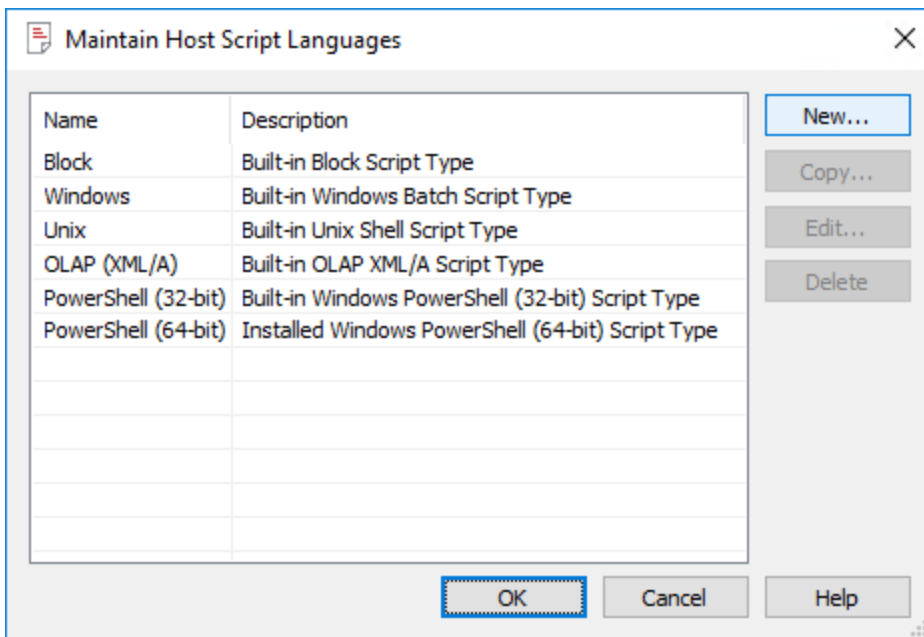 Maintain Host Script Languages
Name Description
Block Built-in Block Script Type
Windows Built-in Windows Batch Script Type
Unix Built-in Unix Shell Script Type
OLAP (XML/A) Built-in OLAP XML/A Script Type
PowerShell (32-bit) Built-in Windows PowerShell (32-bit) Script Type
PowerShell (64-bit) Installed Windows PowerShell (64-bit) Script Type
New...
Copy...
Edit...
Delete
OK Cancel Help